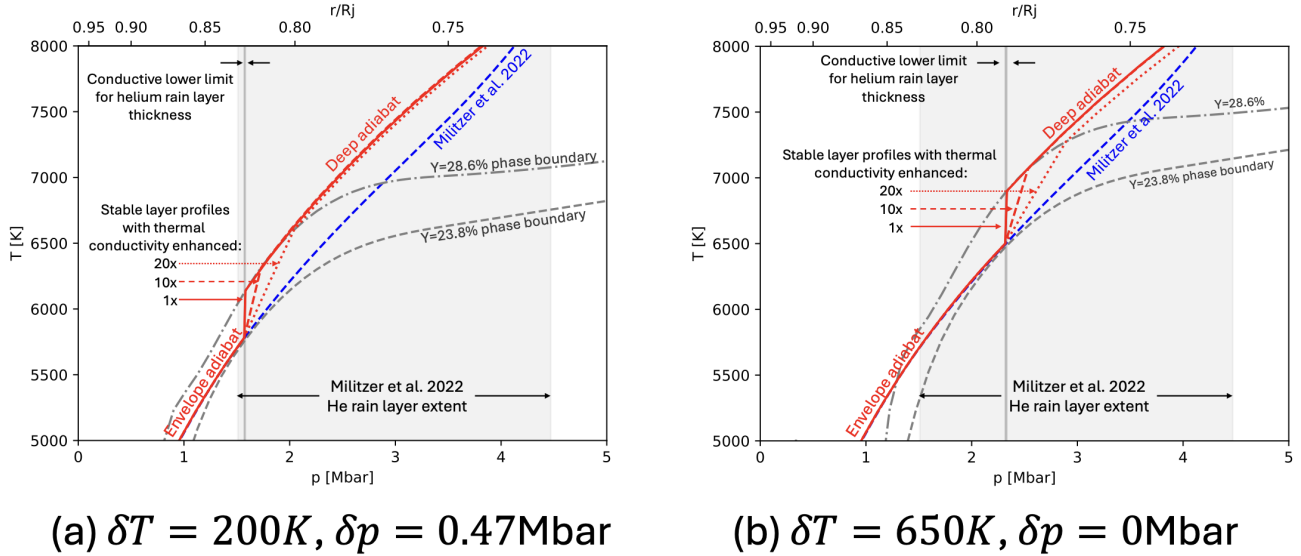 r/Rj
0.95 0.90 0.85 0.80 0.75
8000
7500
7000
6500
6000
5500
5000
T [K]
Conductive lower limit
for helium rain layer
thickness
Deep adiabat
Militzer et al. 2022
Y=28.6% phase boundary
Y=23.8% phase boundary
Stable layer profiles
with thermal
conductivity enhanced:
20x
10x
1x
Envelope adiabat
Militzer et al. 2022
He rain layer extent
0 1 2 3 4 5
p [Mbar]
(a) δT = 200K, δp = 0.47Mbar
r/Rj
0.95 0.90 0.85 0.80 0.75
8000
7500
7000
6500
6000
5500
5000
T [K]
Conductive lower limit
for helium rain layer
thickness
Deep adiabat
Militzer et al. 2022
Y=28.6%
Y=23.8% phase boundary
Stable layer profiles with thermal
conductivity enhanced:
20x
10x
1x
Envelope adiabat
Militzer et al. 2022
He rain layer extent
0 1 2 3 4 5
p [Mbar]
(b) δT = 650K, δp = 0Mbar